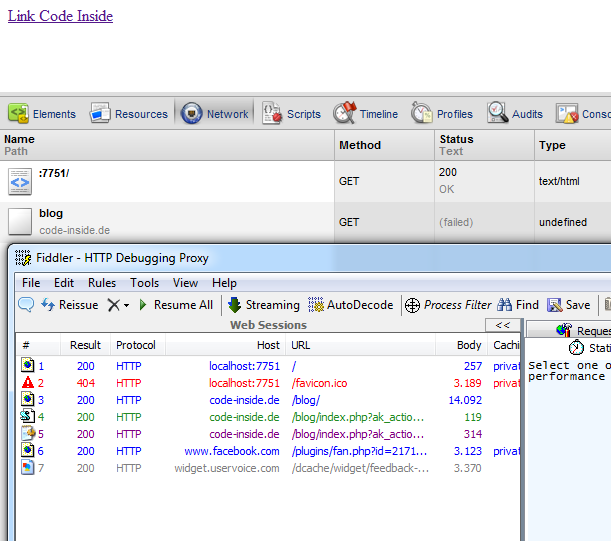 Link Code Inside
Elements Resources Network Scripts Timeline Profiles Audits Conso
Name Method Status Type
Path Text
:7751/ GET 200 text/html
OK
blog GET (failed) undefined
code-inside.de
Fiddler - HTTP Debugging Proxy
File Edit Rules Tools View Help
Reissue Resume All Streaming AutoDecode Process Filter Find Save
Web Sessions << Reques
# Result Protocol Host URL Body Cachi Stati
1 200 HTTP localhost:7751 / 257 privat Select one o
2 404 HTTP localhost:7751 /favicon.ico 3.189 privat performance
3 200 HTTP code-inside.de /blog/ 14.092
4 200 HTTP code-inside.de /blog/index.php?ak_actio... 119
5 200 HTTP code-inside.de /blog/index.php?ak_actio... 314
6 200 HTTP www.facebook.com /plugins/fan.php?id=2171... 3.123 privat
7 200 HTTP widget.uservoice.com /dcache/widget/feedback-... 3.370